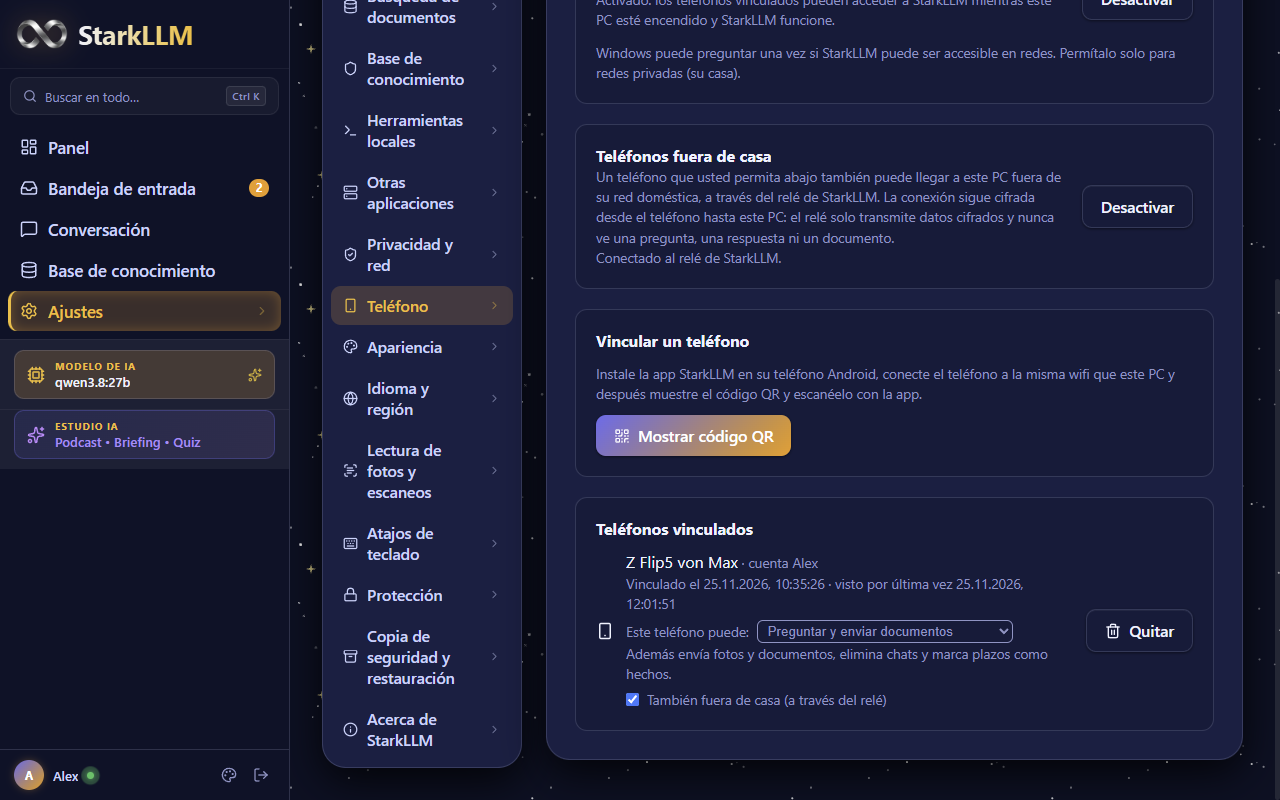 StarkLLM
Buscar en todo...
Ctrl K
Panel
Bandeja de entrada
2
Conversación
Base de conocimiento
Ajustes
MODELO DE IA
qwen3.8:27b
ESTUDIO IA
Podcast • Briefing • Quiz
A
Alex
documentos
Base de
conocimiento
Herramientas
locales
Otras
aplicaciones
Privacidad y
red
Teléfono
Apariencia
Idioma y
región
Lectura de
fotos y
escaneos
Atajos de
teclado
Protección
Copia de
seguridad y
restauración
Acerca de
StarkLLM
Activado: los teléfonos vinculados pueden acceder a StarkLLM mientras este
PC esté encendido y StarkLLM funcione.
Desactivar
Windows puede preguntar una vez si StarkLLM puede ser accesible en redes. Permítalo solo para
redes privadas (su casa).
Teléfonos fuera de casa
Un teléfono que usted permita abajo también puede llegar a este PC fuera de
su red doméstica, a través del relé de StarkLLM. La conexión sigue cifrada
desde el teléfono hasta este PC: el relé solo transmite datos cifrados y nunca
ve una pregunta, una respuesta ni un documento.
Conectado al relé de StarkLLM.
Desactivar
Vincular un teléfono
Instale la app StarkLLM en su teléfono Android, conecte el teléfono a la misma wifi que este PC y
después muestre el código QR y escanéelo con la app.
Mostrar código QR
Teléfonos vinculados
Z Flip5 von Max · cuenta Alex
Vinculado el 25.11.2026, 10:35:26 · visto por última vez 25.11.2026,
12:01:51
Este teléfono puede: Preguntar y enviar documentos
Además envía fotos y documentos, elimina chats y marca plazos como
hechos.
También fuera de casa (a través del relé)
Quitar